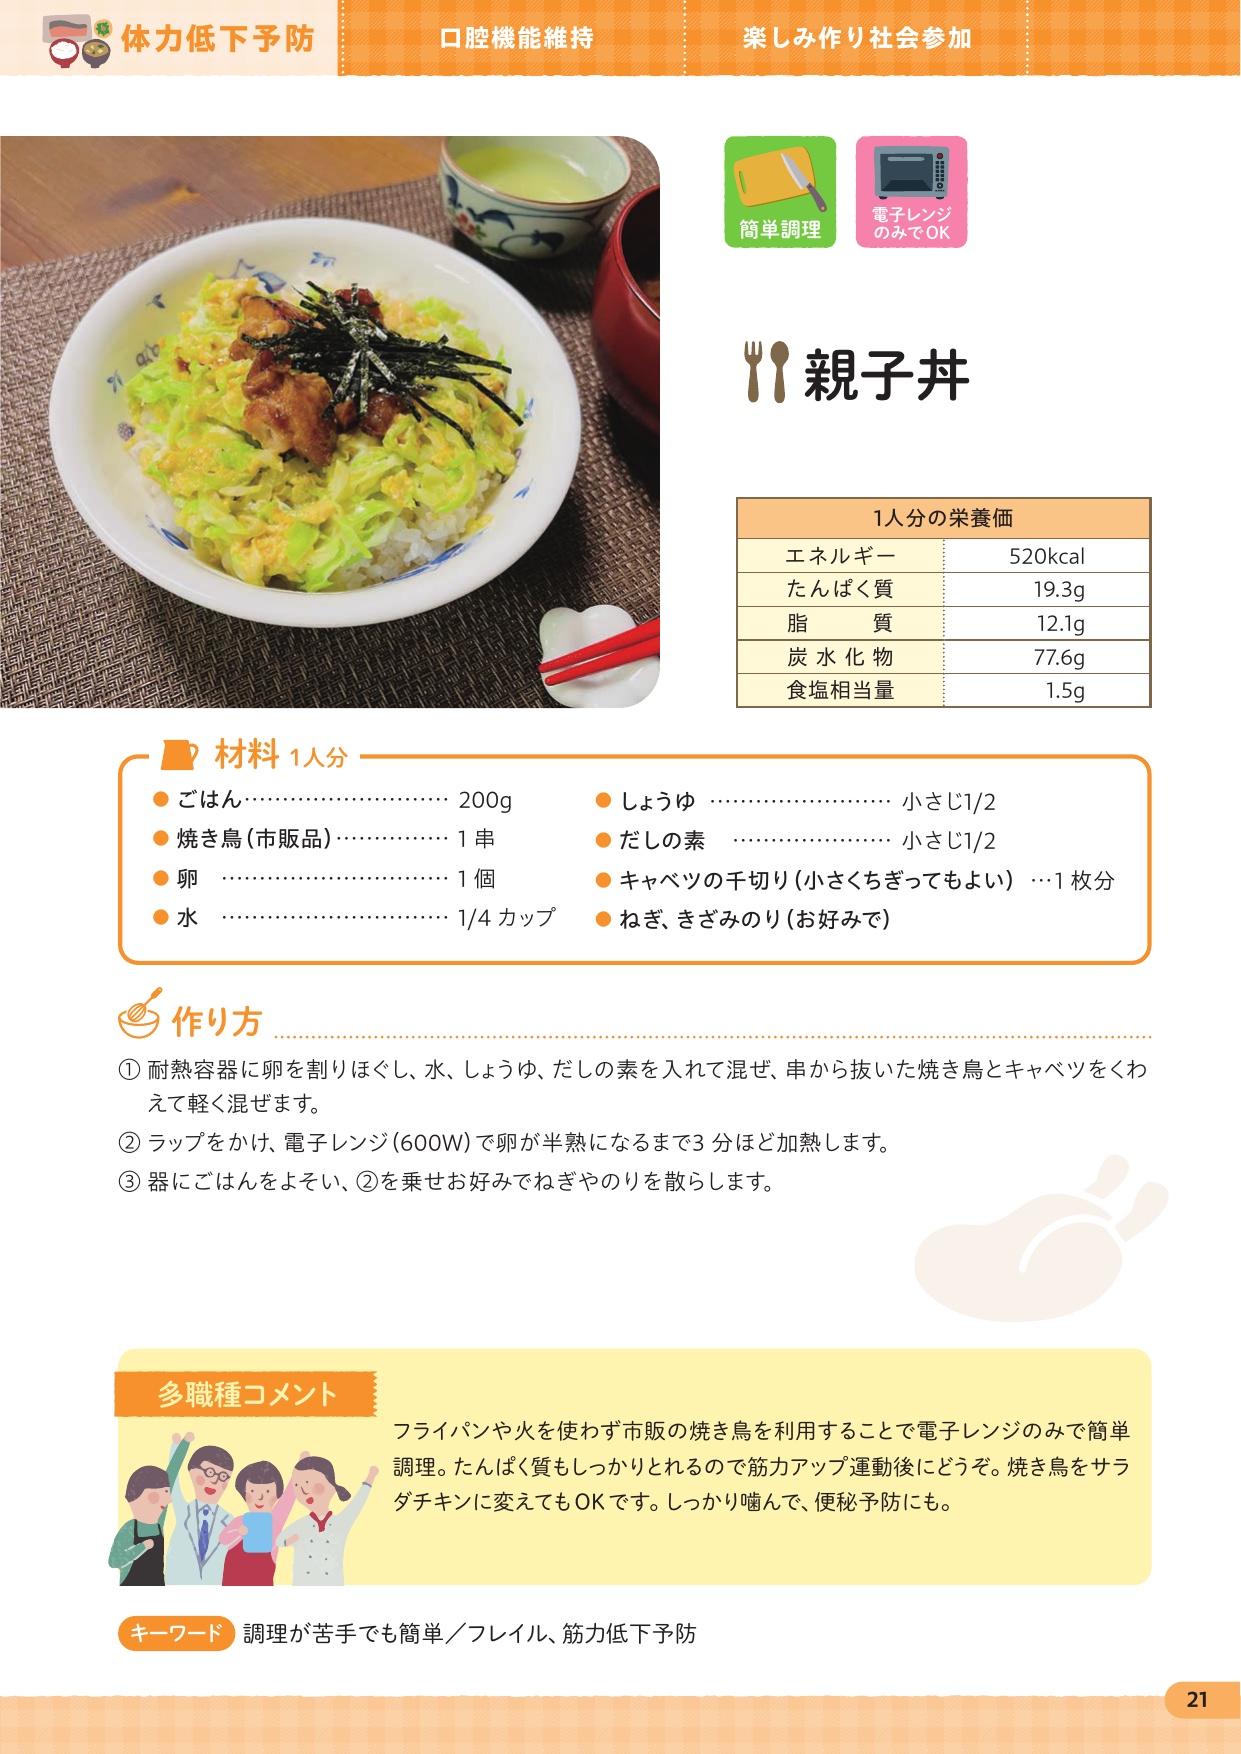 体力低下予防
口腔機能維持
楽しみ作り社会参加
簡単調理
電子レンジ
のみでOK
親子丼
1人分の栄養価
エネルギー 520kcal
たんぱく質 19.3g
脂質 12.1g
炭水化物 77.6g
食塩相当量 1.5g
材料 1人分
●ごはん………………………… 200g
●焼き鳥（市販品）…………… 1串
●卵 ………………………… 1個
●水 ………………………… 1/4カップ
●しょうゆ …………………… 小さじ1/2
●だしの素 ………………… 小さじ1/2
●キャベツの千切り（小さくちぎってもよい） …1枚分
●ねぎ、きざみのり（お好みで）
作り方
① 耐熱容器に卵を割りほぐし、水、しょうゆ、だしの素を入れて混ぜ、串から抜いた焼き鳥とキャベツをくわ
えて軽く混ぜます。
② ラップをかけ、電子レンジ（600W）で卵が半熟になるまで3分ほど加熱します。
③ 器にごはんをよそい、②を乗せお好みでねぎやのりを散らします。
多職種コメント
フライパンや火を使わず市販の焼き鳥を利用することで電子レンジのみで簡単
調理。たんぱく質もしっかりとれるので筋力アップ運動後にどうぞ。焼き鳥をサラ
ダチキンに変えてもOKです。しっかり噛んで、便秘予防にも。
キーワード 調理が苦手でも簡単／フレイル、筋力低下予防
21